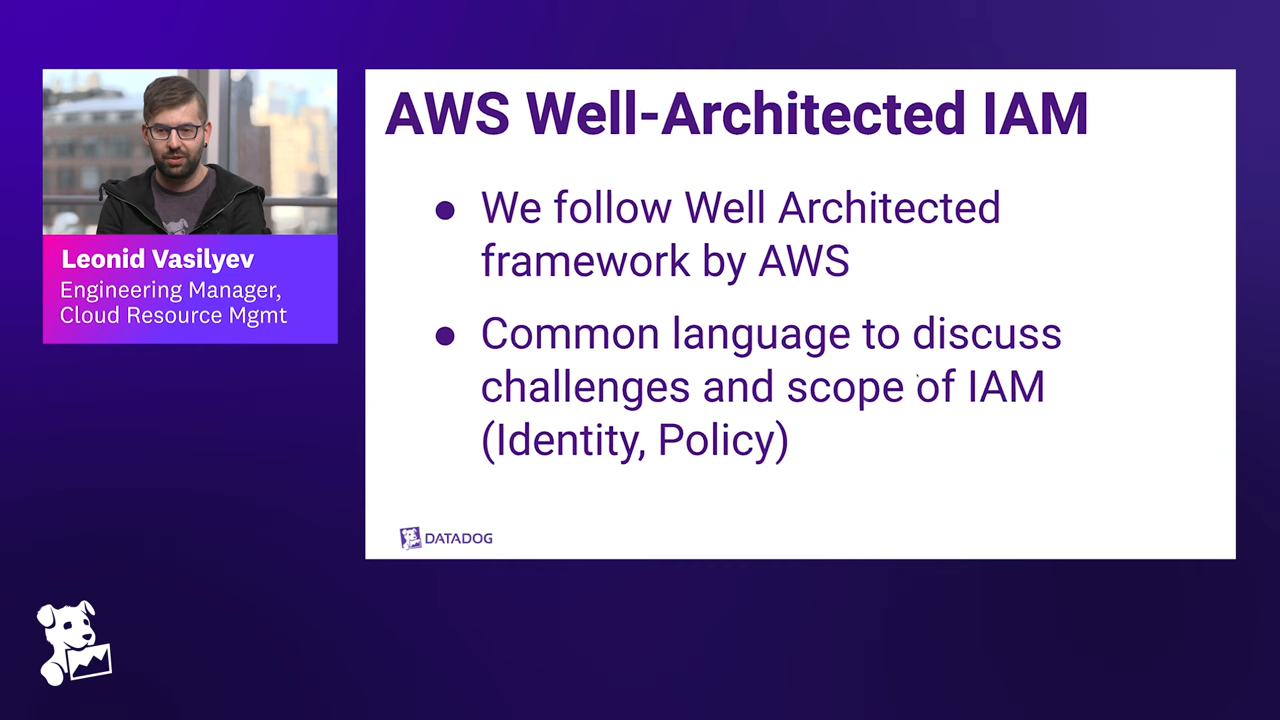 Leonid Vasilyev
Engineering Manager,
Cloud Resource Mgmt
AWS Well-Architected IAM
● We follow Well Architected
framework by AWS
● Common language to discuss
challenges and scope of IAM
(Identity, Policy)
DATADOG